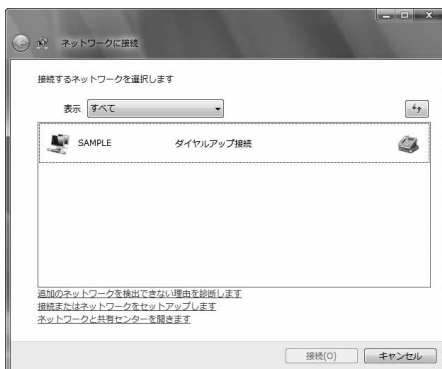 ネットワークに接続
接続するネットワークを選択します
表示 すべて
SAMPLE ダイヤルアップ接続
追加のネットワークを検出できない理由を診断します
接続またはネットワークをセットアップします
ネットワークと共有センターを開きます
接続(O) キャンセル